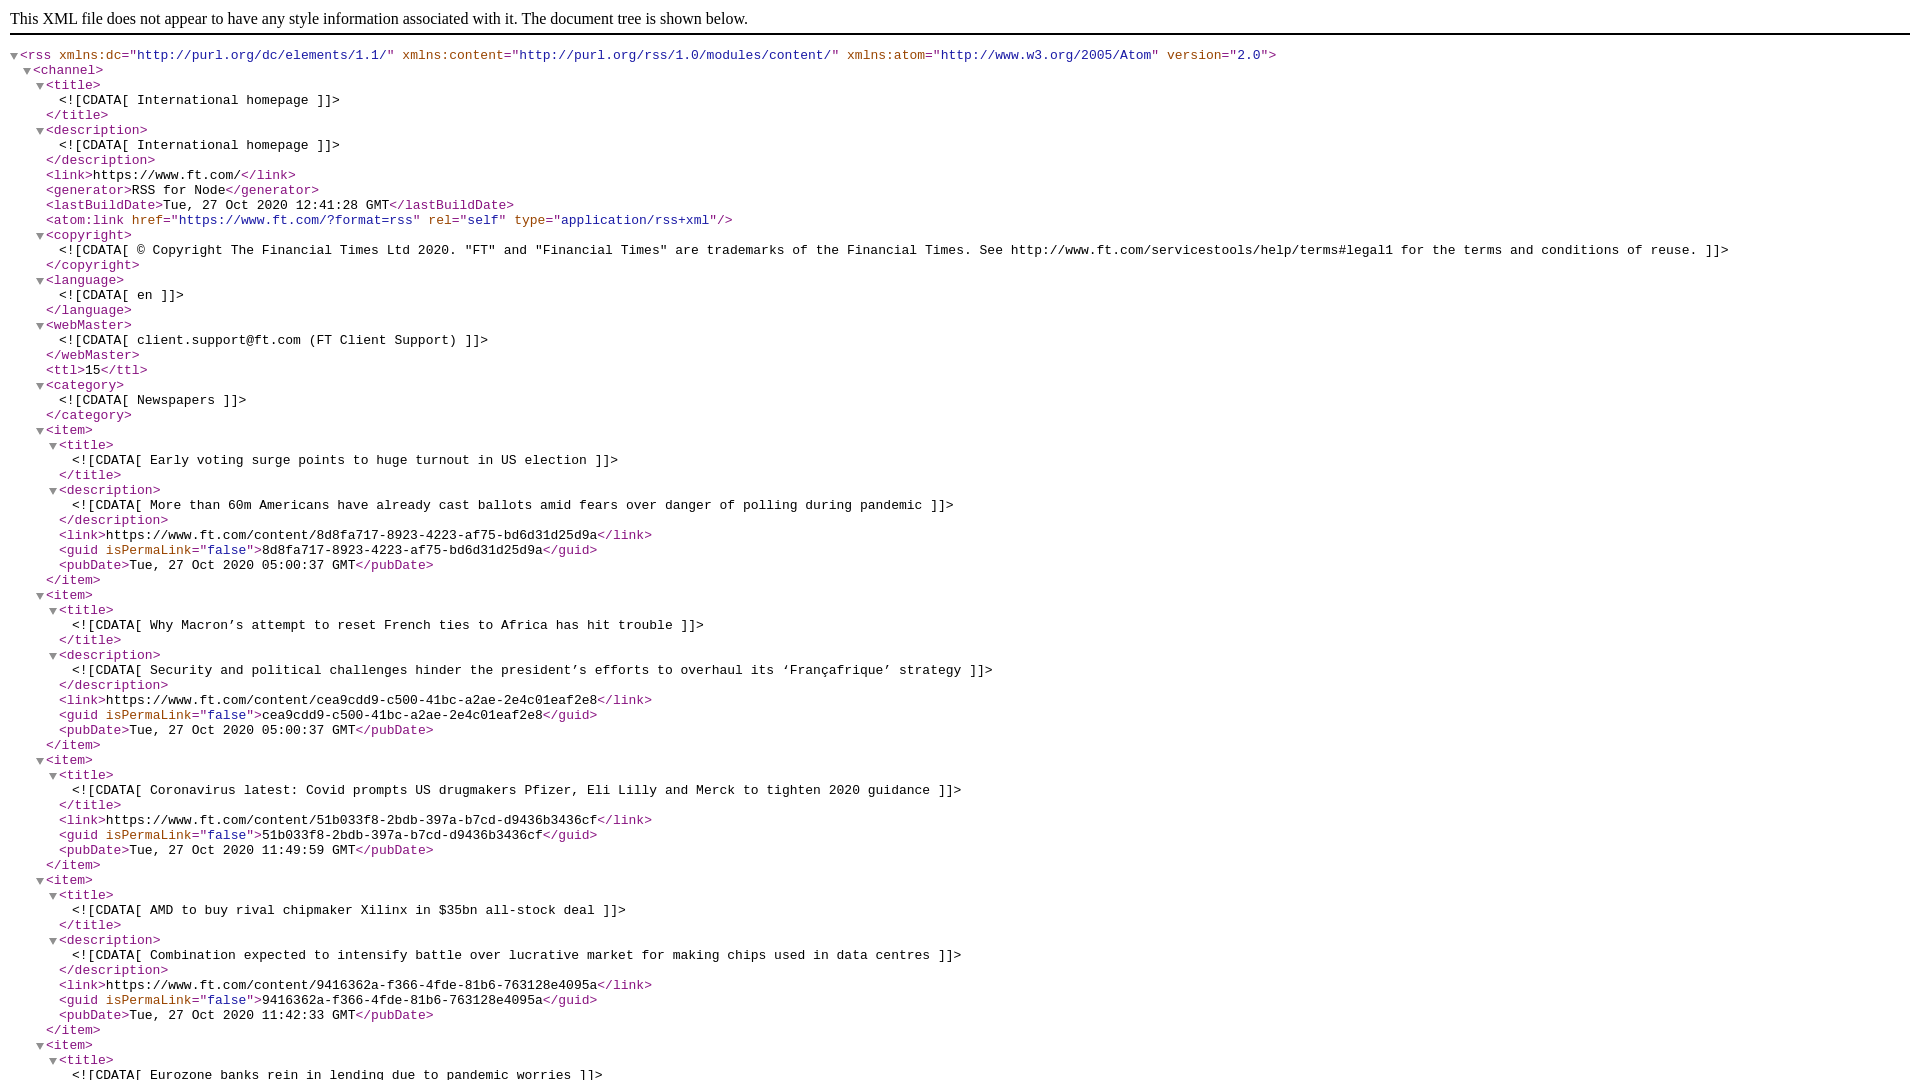 This XML file does not appear to have any style information associated with it. The document tree is shown below.
<rss xmlns:dc="http://purl.org/dc/elements/1.1/" xmlns:content="http://purl.org/rss/1.0/modules/content/" xmlns:atom="http://www.w3.org/2005/Atom" version="2.0">
<channel>
<title>
<![CDATA[ International homepage ]]>
</title>
<description>
<![CDATA[ International homepage ]]>
</description>
<link>https://www.ft.com/</link>
<generator>RSS for Node</generator>
<lastBuildDate>Tue, 27 Oct 2020 12:41:28 GMT</lastBuildDate>
<atom:link href="https://www.ft.com/?format=rss" rel="self" type="application/rss+xml"/>
<copyright>
<![CDATA[ © Copyright The Financial Times Ltd 2020. "FT" and "Financial Times" are trademarks of the Financial Times. See http://www.ft.com/servicestools/help/terms#legal1 for the terms and conditions of reuse. ]]>
</copyright>
<language>
<![CDATA[ en ]]>
</language>
<webMaster>
<![CDATA[ client.support@ft.com (FT Client Support) ]]>
</webMaster>
<ttl>15</ttl>
<category>
<![CDATA[ Newspapers ]]>
</category>
<item>
<title>
<![CDATA[ Early voting surge points to huge turnout in US election ]]>
</title>
<description>
<![CDATA[ More than 60m Americans have already cast ballots amid fears over danger of polling during pandemic ]]>
</description>
<link>https://www.ft.com/content/8d8fa717-8923-4223-af75-bd6d31d25d9a</link>
<guid isPermaLink="false">8d8fa717-8923-4223-af75-bd6d31d25d9a</guid>
<pubDate>Tue, 27 Oct 2020 05:00:37 GMT</pubDate>
</item>
<item>
<title>
<![CDATA[ Why Macron’s attempt to reset French ties to Africa has hit trouble ]]>
</title>
<description>
<![CDATA[ Security and political challenges hinder the president’s efforts to overhaul its ‘Françafrique’ strategy ]]>
</description>
<link>https://www.ft.com/content/cea9cdd9-c500-41bc-a2ae-2e4c01eaf2e8</link>
<guid isPermaLink="false">cea9cdd9-c500-41bc-a2ae-2e4c01eaf2e8</guid>
<pubDate>Tue, 27 Oct 2020 05:00:37 GMT</pubDate>
</item>
<item>
<title>
<![CDATA[ Coronavirus latest: Covid prompts US drugmakers Pfizer, Eli Lilly and Merck to tighten 2020 guidance ]]>
</title>
<link>https://www.ft.com/content/51b033f8-2bdb-397a-b7cd-d9436b3436cf</link>
<guid isPermaLink="false">51b033f8-2bdb-397a-b7cd-d9436b3436cf</guid>
<pubDate>Tue, 27 Oct 2020 11:49:59 GMT</pubDate>
</item>
<item>
<title>
<![CDATA[ AMD to buy rival chipmaker Xilinx in $35bn all-stock deal ]]>
</title>
<description>
<![CDATA[ Combination expected to intensify battle over lucrative market for making chips used in data centres ]]>
</description>
<link>https://www.ft.com/content/9416362a-f366-4fde-81b6-763128e4095a</link>
<guid isPermaLink="false">9416362a-f366-4fde-81b6-763128e4095a</guid>
<pubDate>Tue, 27 Oct 2020 11:42:33 GMT</pubDate>
</item>
<item>
<title>
<![CDATA[ Eurozone banks rein in lending due to pandemic worries ]]>